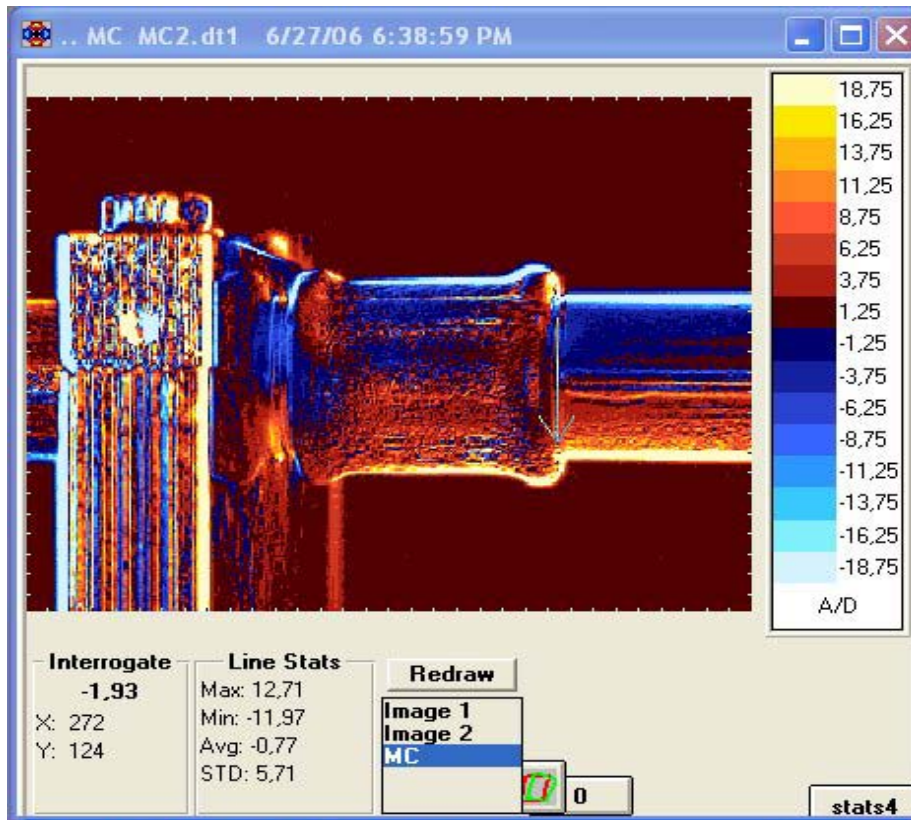 .. MC MC2.dt1 6/27/06 6:38:59 PM
18,75
16,25
13,75
11,25
8,75
6,25
3,75
1,25
-1,25
-3,75
-6,25
-8,75
-11,25
-13,75
-16,25
-18,75
A/D
Interrogate
-1,93
X: 272
Y: 124
Line Stats
Max: 12,71
Min: -11,97
Avg: -0,77
STD: 5,71
Redraw
Image 1
Image 2
MC
0
stats4